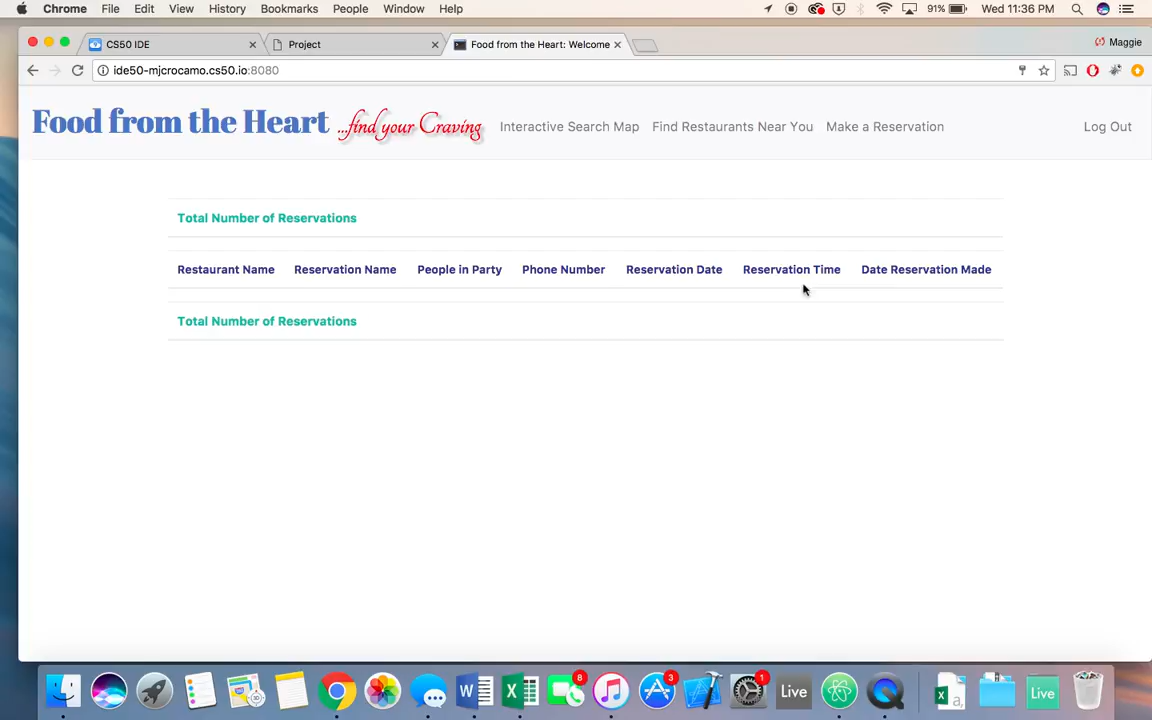 Chrome File Edit View History Bookmarks People Window Help 91% Wed 11:36 PM
CS50 IDE Project Food from the Heart: Welcome Maggie
ide50-mjcrocamo.cs50.io:8080
Food from the Heart ...find your Craving Interactive Search Map Find Restaurants Near You Make a Reservation Log Out
Total Number of Reservations
Restaurant Name Reservation Name People in Party Phone Number Reservation Date Reservation Time Date Reservation Made
Total Number of Reservations
8 3 1
Live Live